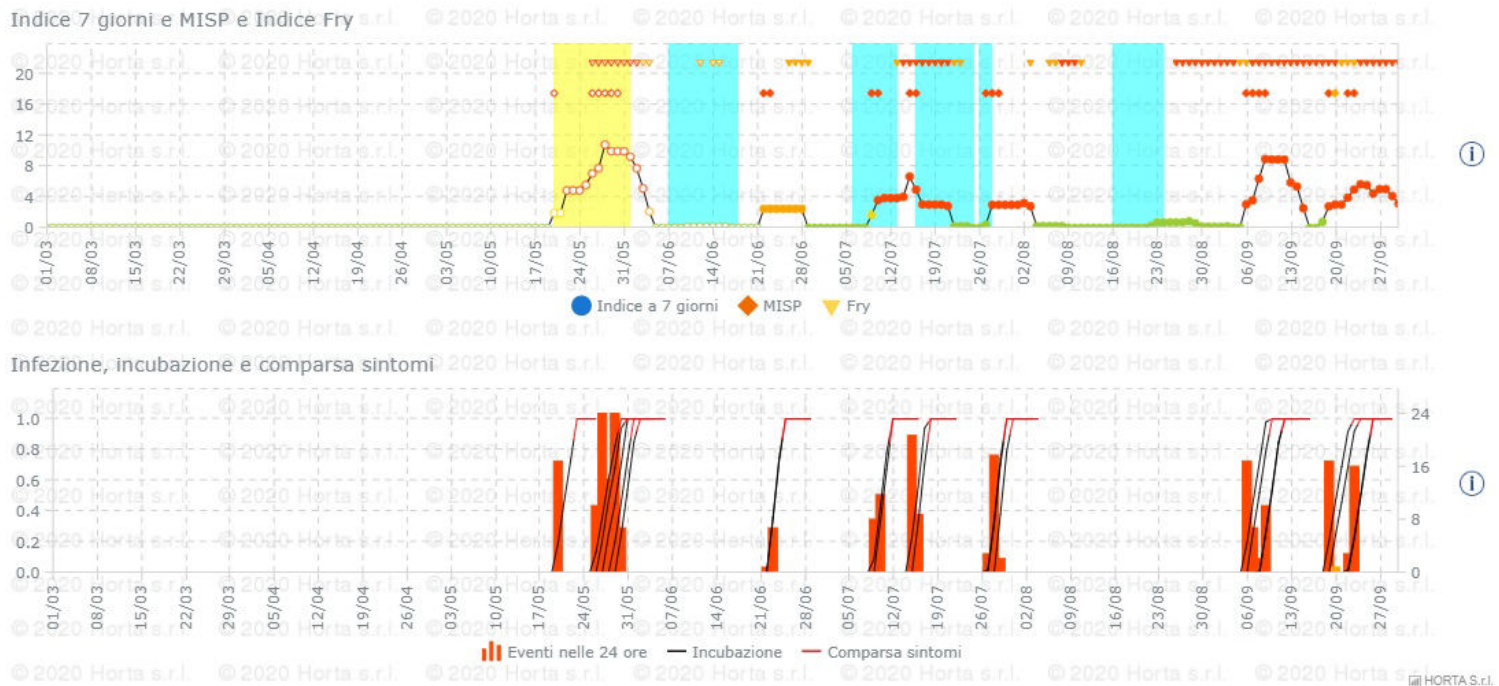 Indice 7 giorni e MISP e Indice Fry
© 2020 Horta s.r.l.
20
16
12
8
4
0
01/03 08/03 15/03 22/03 29/03 05/04 12/04 19/04 26/04 03/05 10/05 17/05 24/05 31/05 07/06 14/06 21/06 28/06 05/07 12/07 19/07 26/07 02/08 09/08 16/08 23/08 30/08 06/09 13/09 20/09 27/09
Indice a 7 giorni MISP Fry
Infezione, incubazione e comparsa sintomi
1.0 24
0.8
0.6 16
0.4
8
0.2
0.0 0
01/03 08/03 15/03 22/03 29/03 05/04 12/04 19/04 26/04 03/05 10/05 17/05 24/05 31/05 07/06 14/06 21/06 28/06 05/07 12/07 19/07 26/07 02/08 09/08 16/08 23/08 30/08 06/09 13/09 20/09 27/09
Eventi nelle 24 ore Incubazione Comparsa sintomi
HORTA S.r.l.